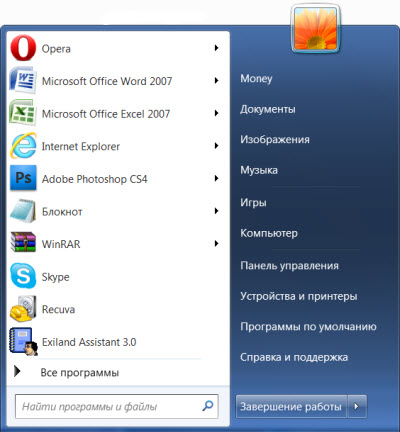 Opera
Microsoft Office Word 2007
Microsoft Office Excel 2007
Internet Explorer
Ps
Adobe Photoshop CS4
Блокнот
WinRAR
Skype
Recuva
Exiland Assistant 3.0
Все программы
Найти программы и файлы
Money
Документы
Изображения
Музыка
Игры
Компьютер
Панель управления
Устройства и принтеры
Программы по умолчанию
Справка и поддержка
Завершение работы